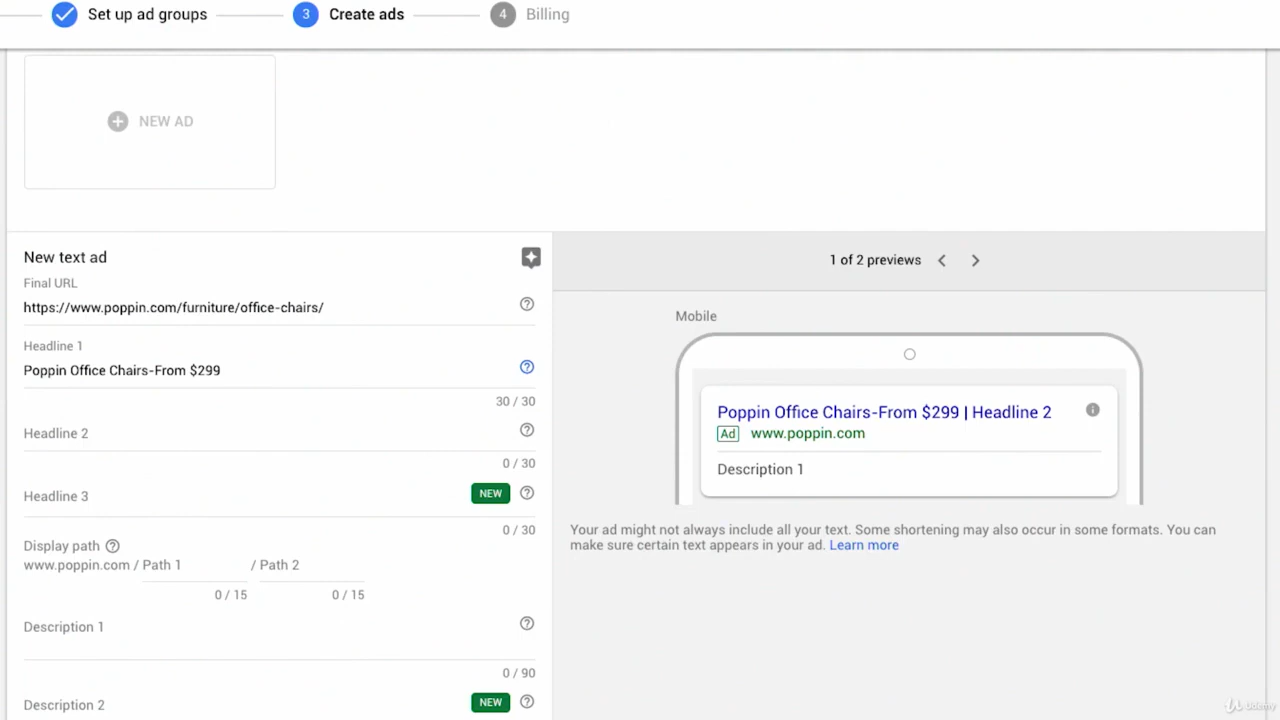 Set up ad groups
3 Create ads
4 Billing
NEW AD
New text ad
Final URL
https://www.poppin.com/furniture/office-chairs/
Headline 1
Poppin Office Chairs-From $299
30 / 30
Headline 2
0 / 30
Headline 3
NEW
0 / 30
Display path
www.poppin.com / Path 1 / Path 2
0 / 15 0 / 15
Description 1
0 / 90
Description 2
NEW
1 of 2 previews
Mobile
Poppin Office Chairs-From $299 | Headline 2
Ad www.poppin.com
Description 1
Your ad might not always include all your text. Some shortening may also occur in some formats. You can
make sure certain text appears in your ad. Learn more
Udemy